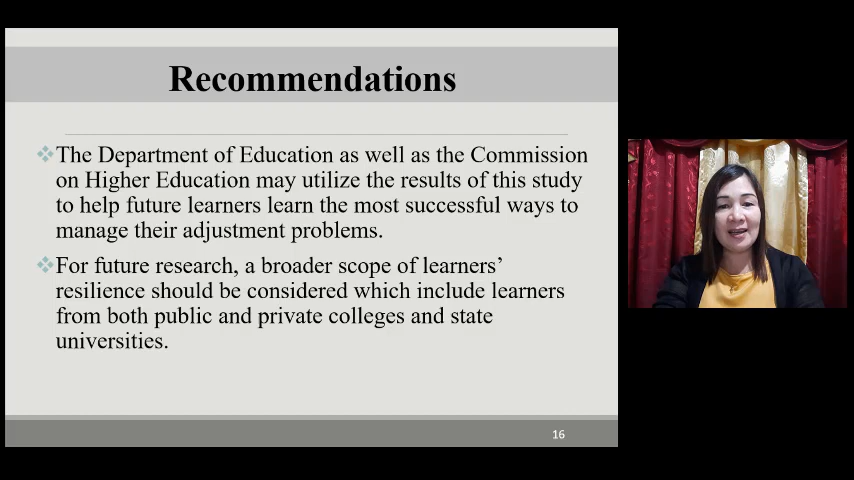 Recommendations
The Department of Education as well as the Commission
on Higher Education may utilize the results of this study
to help future learners learn the most successful ways to
manage their adjustment problems.
For future research, a broader scope of learners’
resilience should be considered which include learners
from both public and private colleges and state
universities.
16